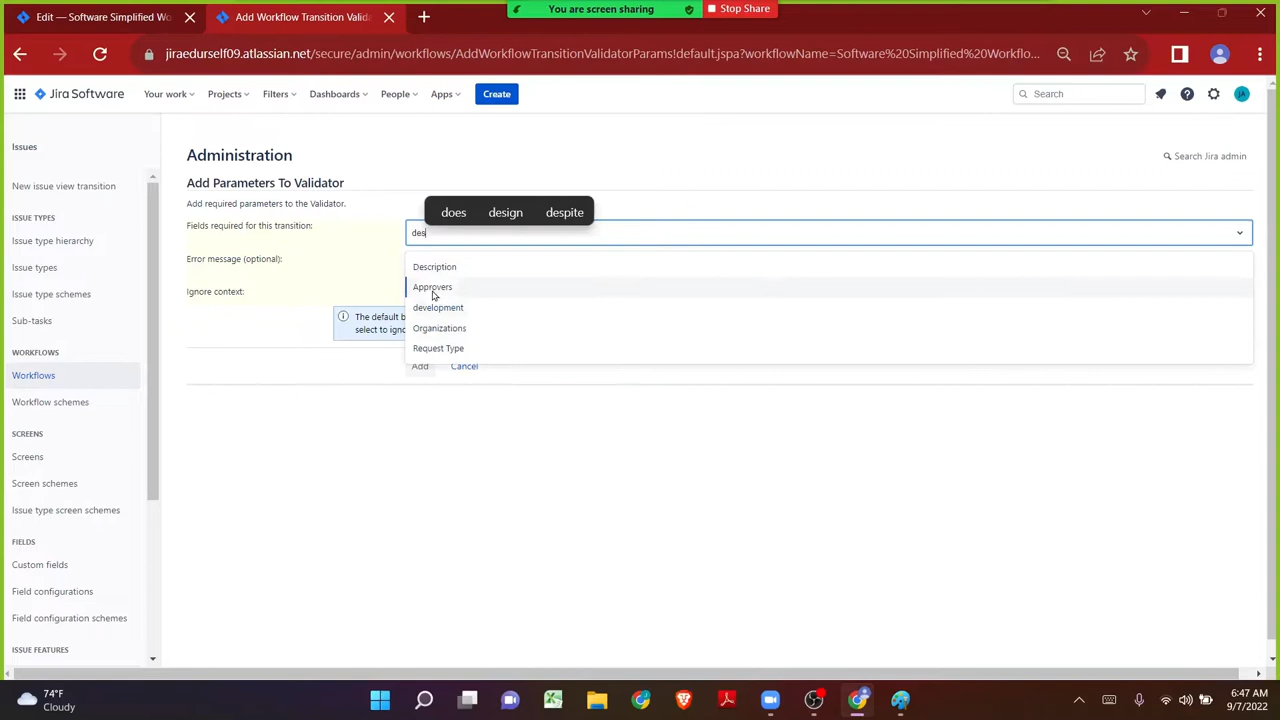 You are screen sharing
Stop Share
Edit — Software Simplified Wo
Add Workflow Transition Valida
jiraedurself09.atlassian.net/secure/admin/workflows/AddWorkflowTransitionValidatorParams!default.jspa?workflowName=Software%20Simplified%20Workflo...
Jira Software
Your work
Projects
Filters
Dashboards
People
Apps
Create
Search
JA
Issues
New issue view transition
ISSUE TYPES
Issue type hierarchy
Issue types
Issue type schemes
Sub-tasks
WORKFLOWS
Workflows
Workflow schemes
SCREENS
Screens
Screen schemes
Issue type screen schemes
FIELDS
Custom fields
Field configurations
Field configuration schemes
ISSUE FEATURES
Administration
Search Jira admin
Add Parameters To Validator
Add required parameters to the Validator.
does design despite
Fields required for this transition:
des
Error message (optional):
Ignore context:
Description
Approvers
development
Organizations
Request Type
The default b
select to igno
Add
Cancel
74°F
Cloudy
6:47 AM
9/7/2022